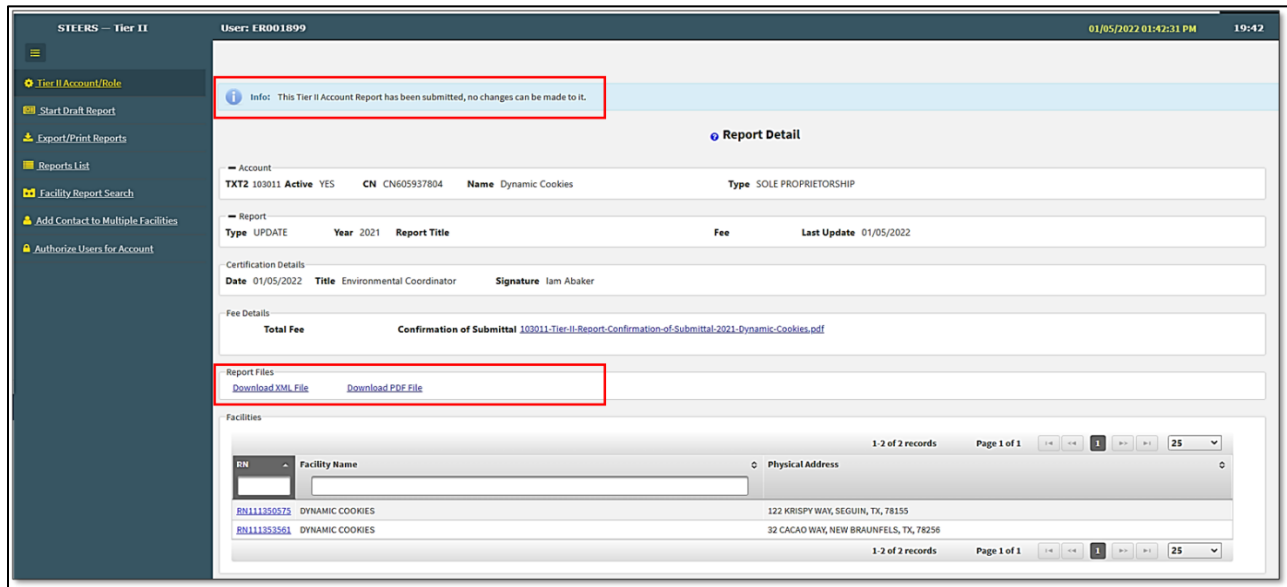 STEERS — Tier II
User: ER001899
01/05/2022 01:42:31 PM
19:42
Tier II Account/Role
Start Draft Report
Export/Print Reports
Reports List
Facility Report Search
Add Contact to Multiple Facilities
Authorize Users for Account
Info: This Tier II Account Report has been submitted, no changes can be made to it.
Report Detail
Account
TXT2 103011 Active YES CN CN605937804 Name Dynamic Cookies Type SOLE PROPRIETORSHIP
Report
Type UPDATE Year 2021 Report Title Fee Last Update 01/05/2022
Certification Details
Date 01/05/2022 Title Environmental Coordinator Signature Iam Abaker
Fee Details
Total Fee Confirmation of Submittal 103011-Tier-II-Report-Confirmation-of-Submittal-2021-Dynamic-Cookies.pdf
Report Files
Download XML File Download PDF File
Facilities
1-2 of 2 records Page 1 of 1 1 25
RN Facility Name Physical Address
RN111350575 DYNAMIC COOKIES 122 KRISPY WAY, SEGUIN, TX, 78155
RN111353561 DYNAMIC COOKIES 32 CACAO WAY, NEW BRAUNFELS, TX, 78256
1-2 of 2 records Page 1 of 1 1 25